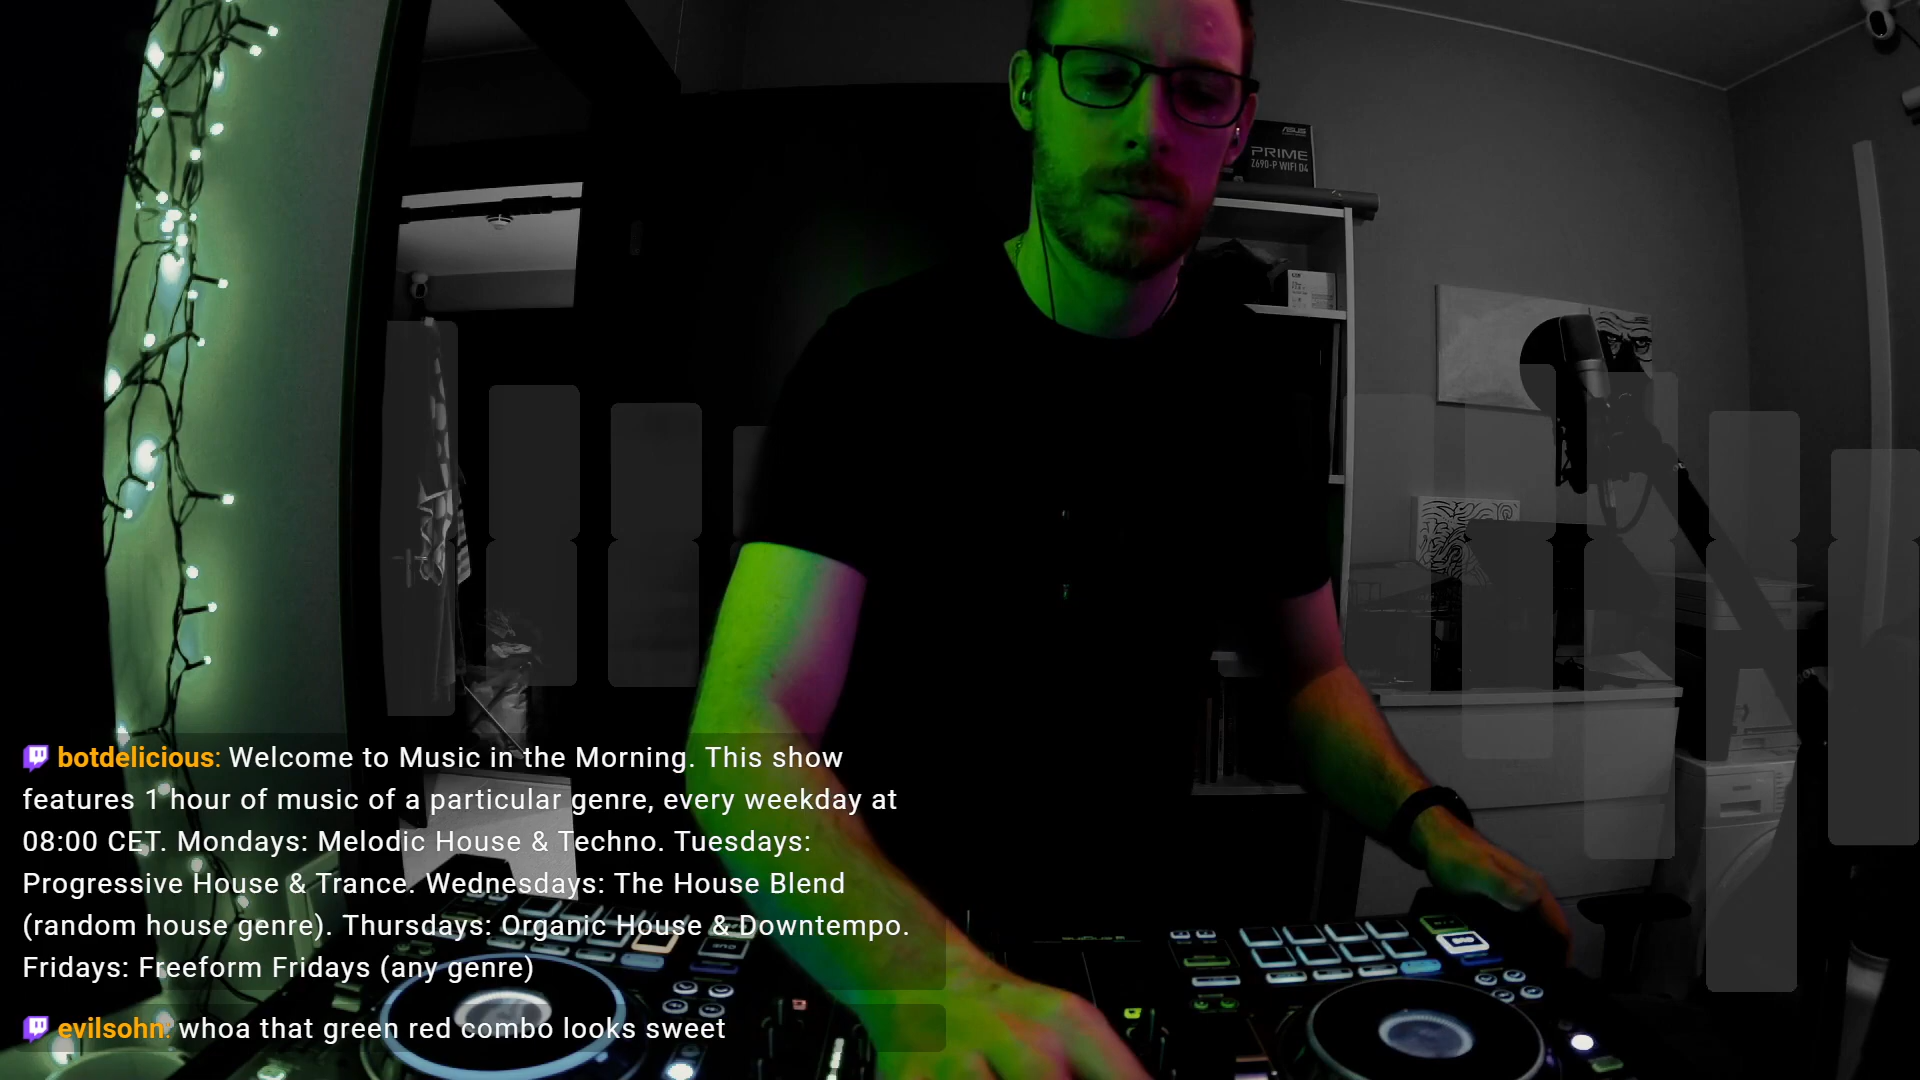 ASUS
PRIME
Z690-P WIFI D4
botdelicious: Welcome to Music in the Morning. This show
features 1 hour of music of a particular genre, every weekday at
08:00 CET. Mondays: Melodic House & Techno. Tuesdays:
Progressive House & Trance. Wednesdays: The House Blend
(random house genre). Thursdays: Organic House & Downtempo.
Fridays: Freeform Fridays (any genre)
CUE
evilsohn: whoa that green red combo looks sweet